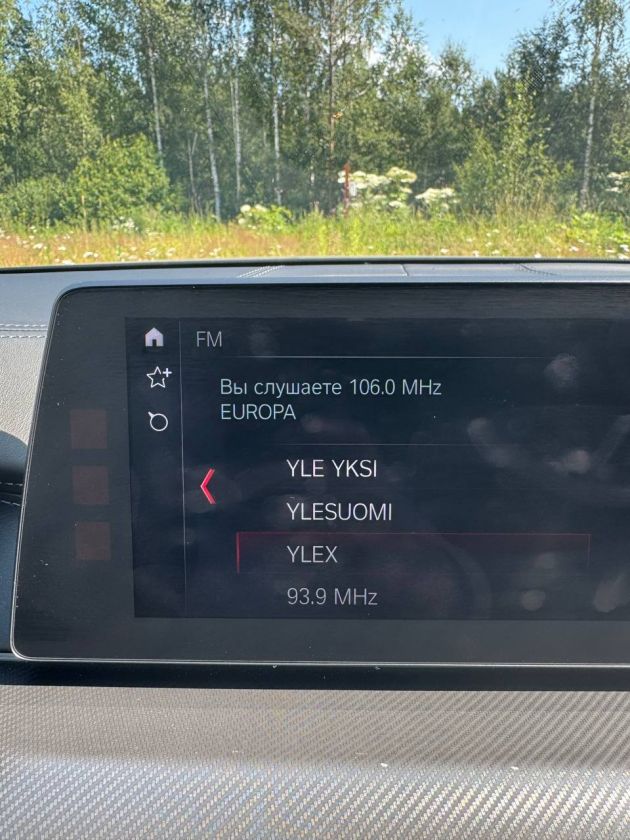 FM
Вы слушаете 106.0 MHz
EUROPA
YLE YKSI
YLESUOMI
YLEX
93.9 MHz